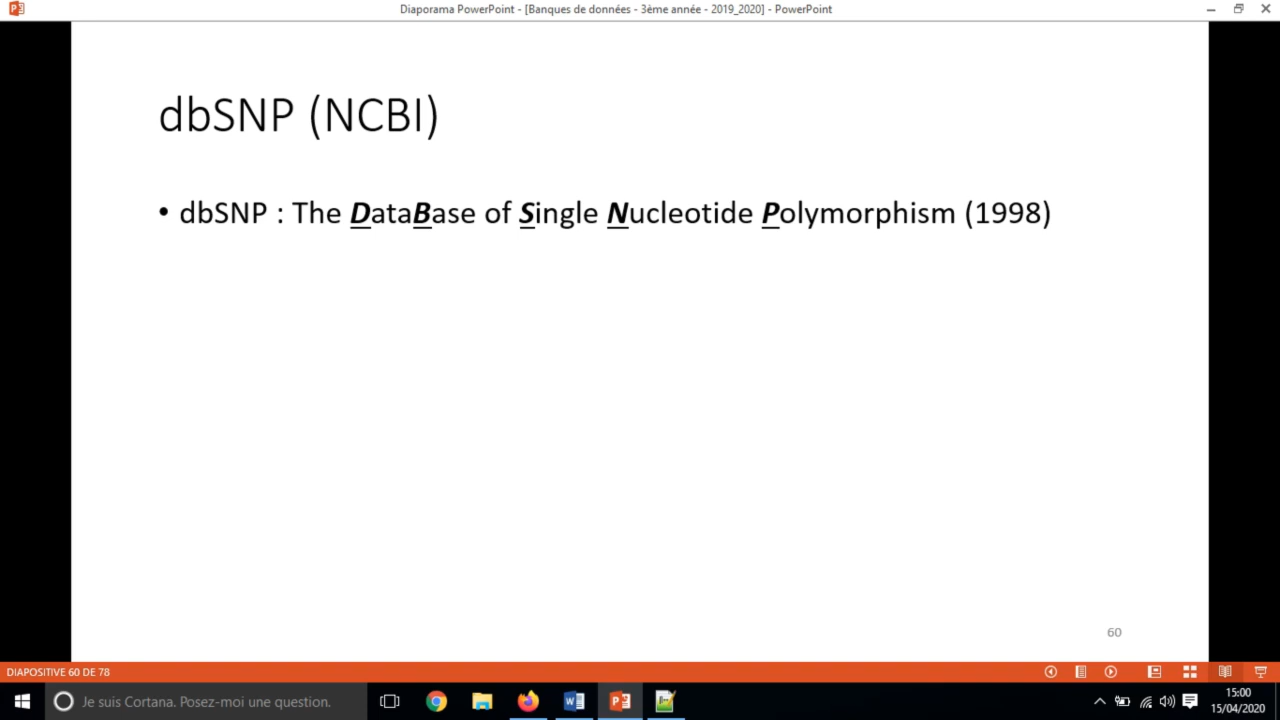 Diaporama PowerPoint - [Banques de données - 3ème année - 2019_2020] - PowerPoint
dbSNP (NCBI)
• dbSNP : The DataBase of Single Nucleotide Polymorphism (1998)
60
DIAPOSITIVE 60 DE 78
Je suis Cortana. Posez-moi une question.
15:00
15/04/2020